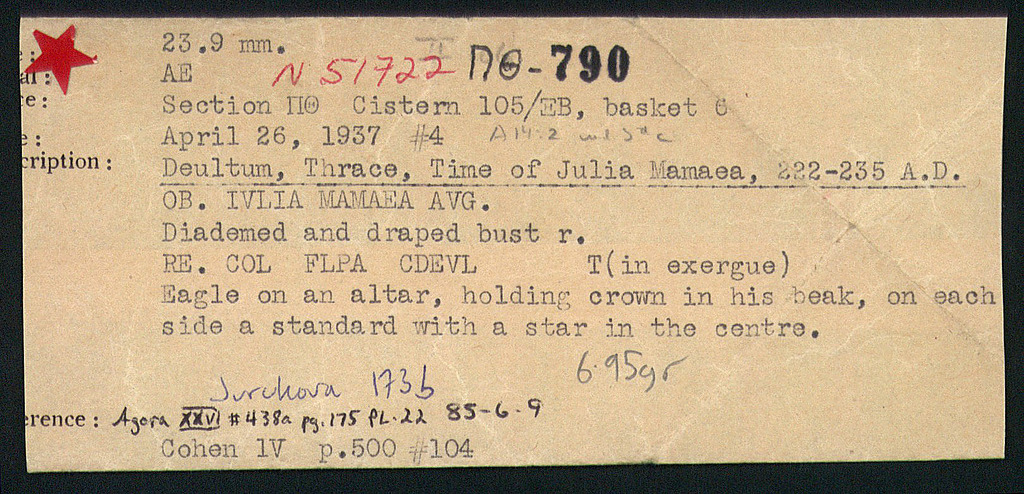 23.9 mm.
AE N 51722 ΠΘ-790
Section ΠΘ Cistern 105/ΞB, basket 6
April 26, 1937 #4
cription: Deultum, Thrace, Time of Julia Mamaea, 222-235 A.D.
OB. IVLIA MAMAEA AVG.
Diademed and draped bust r.
RE. COL FLPA CDEVL T(in exergue)
Eagle on an altar, holding crown in his beak, on each
side a standard with a star in the centre.
6.95gr
Jurukova 173b
erence: Agora XXVI #438a pg.175 PL.22 85-6-9
Cohen IV p.500 #104